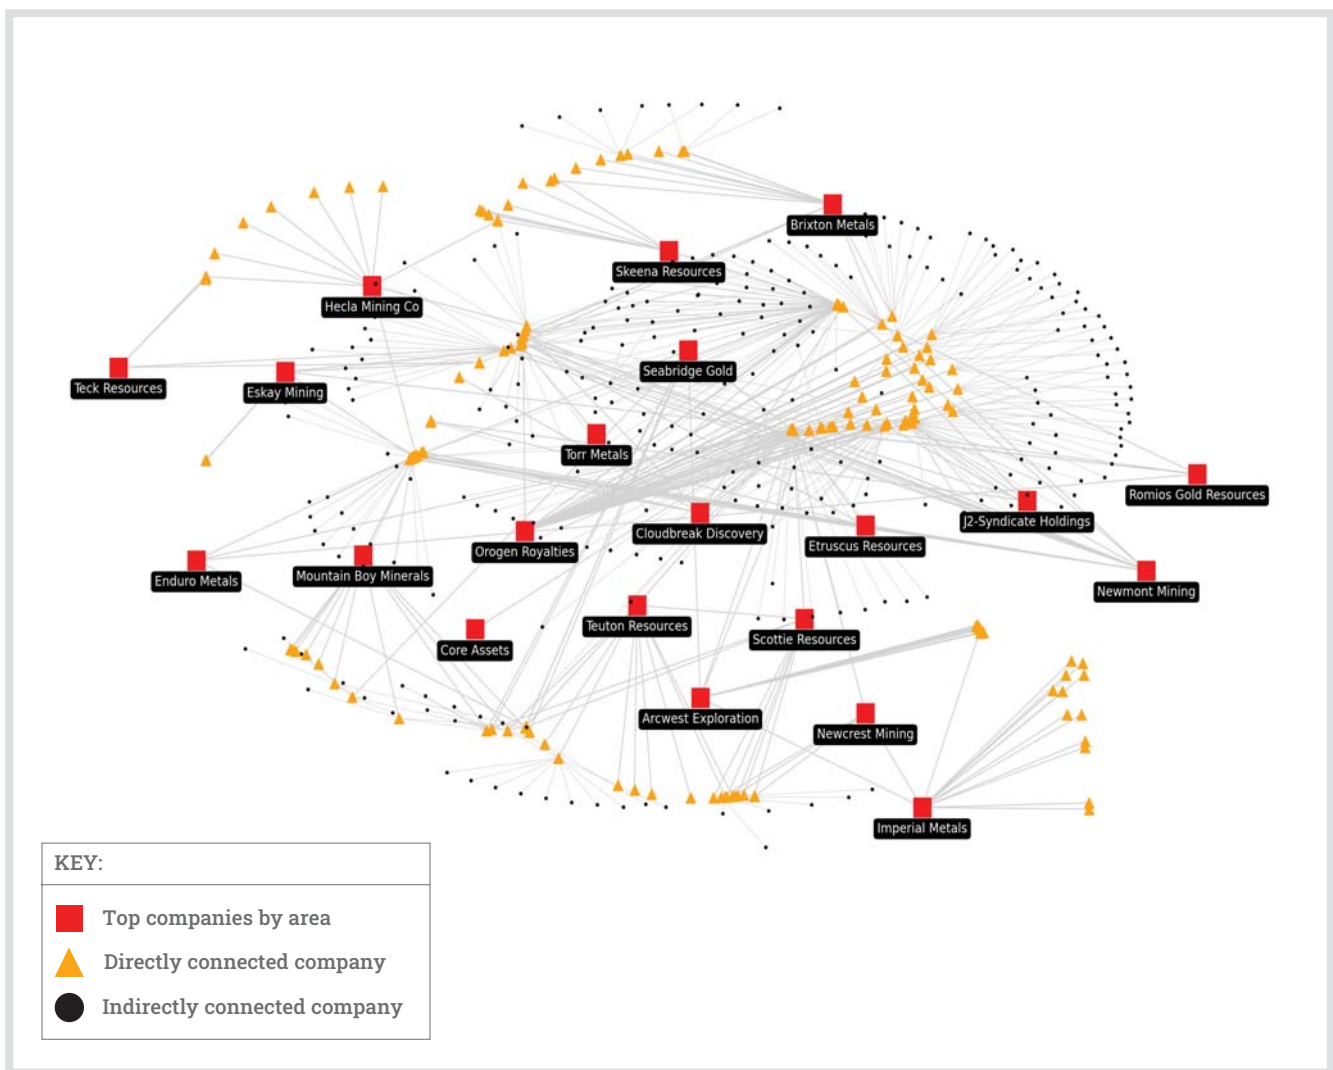 Brixton Metals
Skeena Resources
Hecla Mining Co
Seabridge Gold
Teck Resources
Eskay Mining
Torr Metals
Romios Gold Resources
J2-Syndicate Holdings
Cloudbreak Discovery
Etruscus Resources
Orogen Royalties
Mountain Boy Minerals
Enduro Metals
Newmont Mining
Teuton Resources
Scottie Resources
Core Assets
Arcwest Exploration
Newcrest Mining
Imperial Metals
KEY:
Top companies by area
Directly connected company
Indirectly connected company